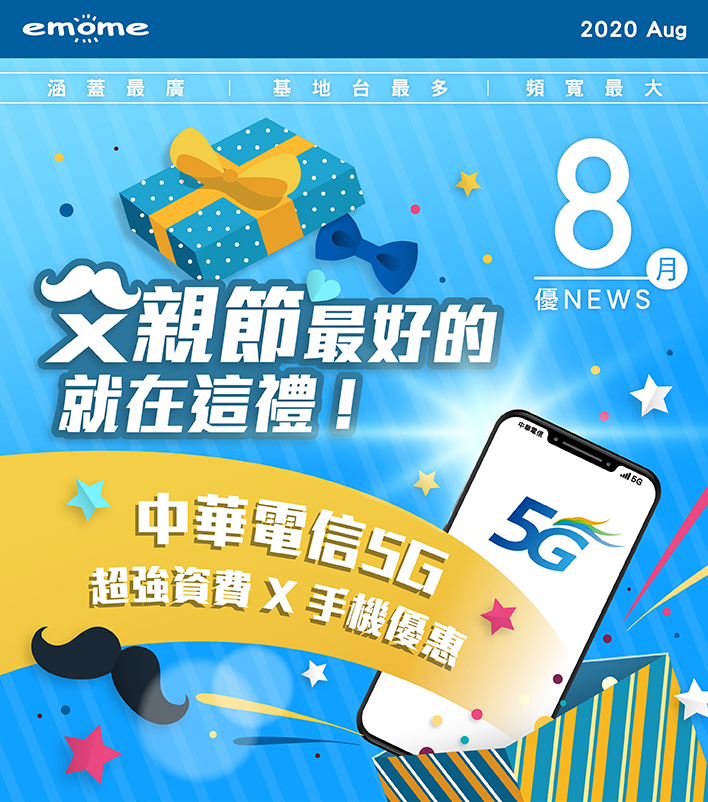 emome
2020 Aug
涵蓋最廣 | 基地台最多 | 頻寬最大
8月
優NEWS
父親節最好的
就在這禮！
中華電信
5G
5G
中華電信5G
超強資費 X 手機優惠